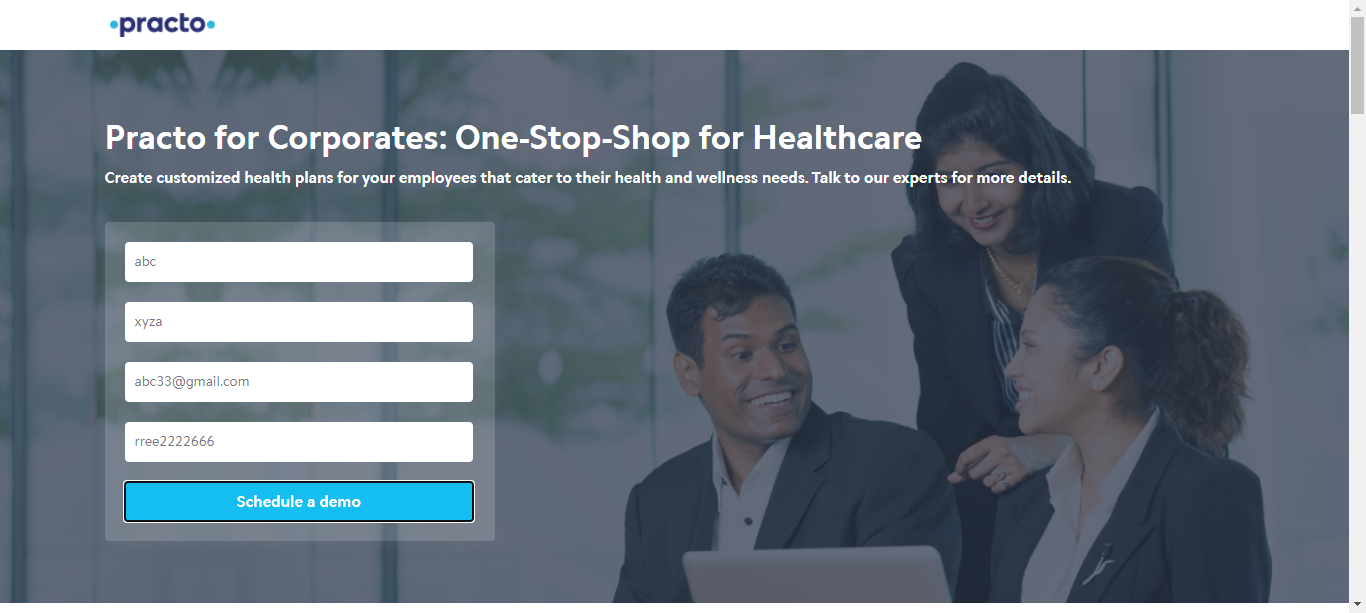 practo
Practo for Corporates: One-Stop-Shop for Healthcare
Create customized health plans for your employees that cater to their health and wellness needs. Talk to our experts for more details.
abc
xyza
abc33@gmail.com
rree2222666
Schedule a demo